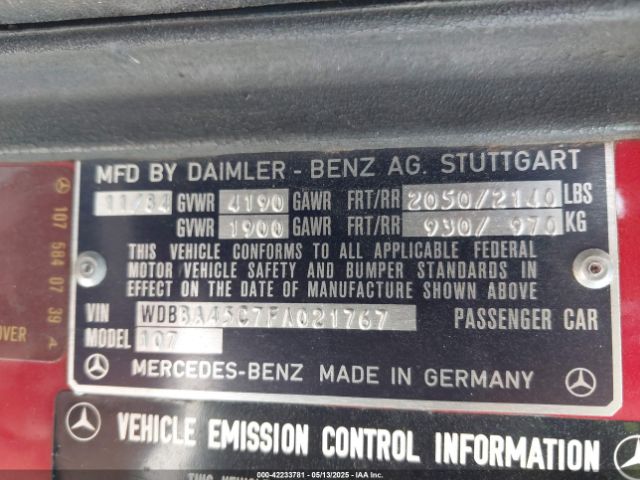 MFD BY DAIMLER - BENZ AG. STUTTGART
11/84 GVWR 4190 GAWR FRT/RR 2050/2140 LBS
GVWR 1900 GAWR FRT/RR 930/ 970 KG
THIS VEHICLE CONFORMS TO ALL APPLICABLE FEDERAL
MOTOR VEHICLE SAFETY AND BUMPER STANDARDS IN
EFFECT ON THE DATE OF MANUFACTURE SHOWN ABOVE
VIN WDBBA45C7FA021767 PASSENGER CAR
MODEL 107
MERCEDES-BENZ MADE IN GERMANY
107 584 07 39
OVER
VEHICLE EMISSION CONTROL INFORMATION
THIS
000-42233781 - 05/13/2025 - IAA Inc.